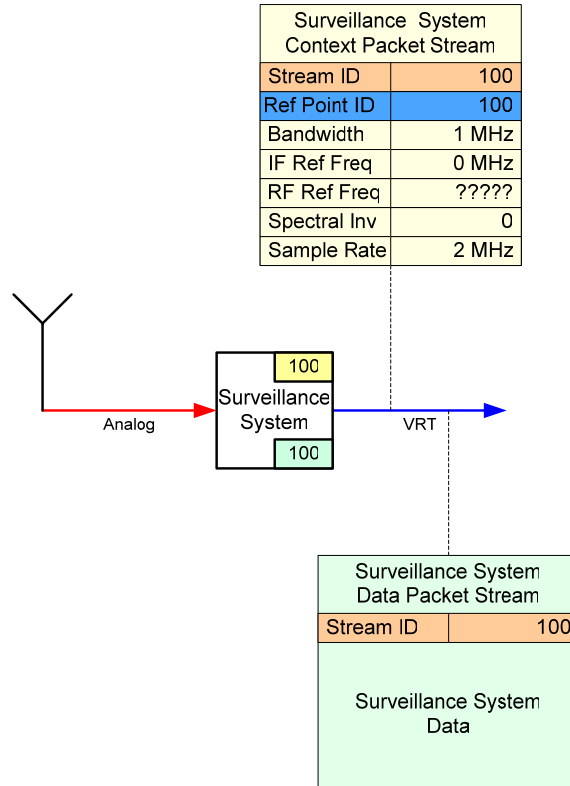 Surveillance System
Context Packet Stream
Stream ID 100
Ref Point ID 100
Bandwidth 1 MHz
IF Ref Freq 0 MHz
RF Ref Freq ?????
Spectral Inv 0
Sample Rate 2 MHz
100
Surveillance
System
100
Analog
VRT
Surveillance System
Data Packet Stream
Stream ID 100
Surveillance System
Data